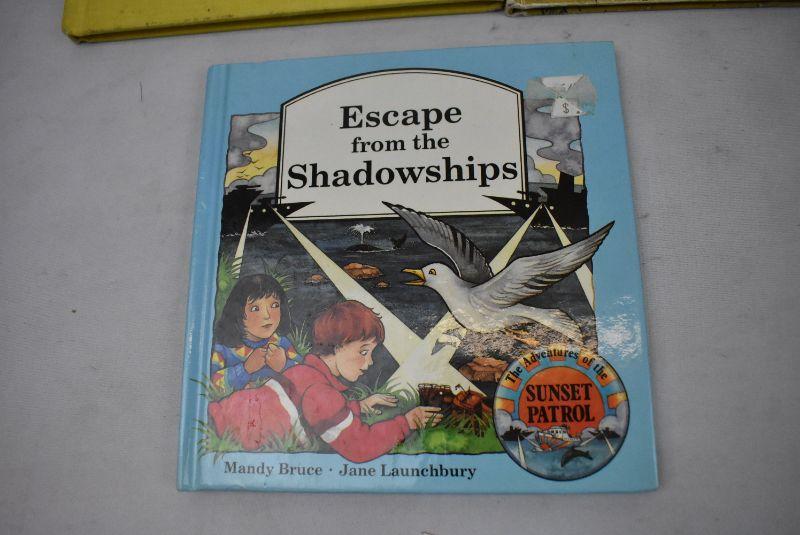 Escape
from the
Shadowships
$
The Adventures of the
SUNSET
PATROL
Mandy Bruce · Jane Launchbury